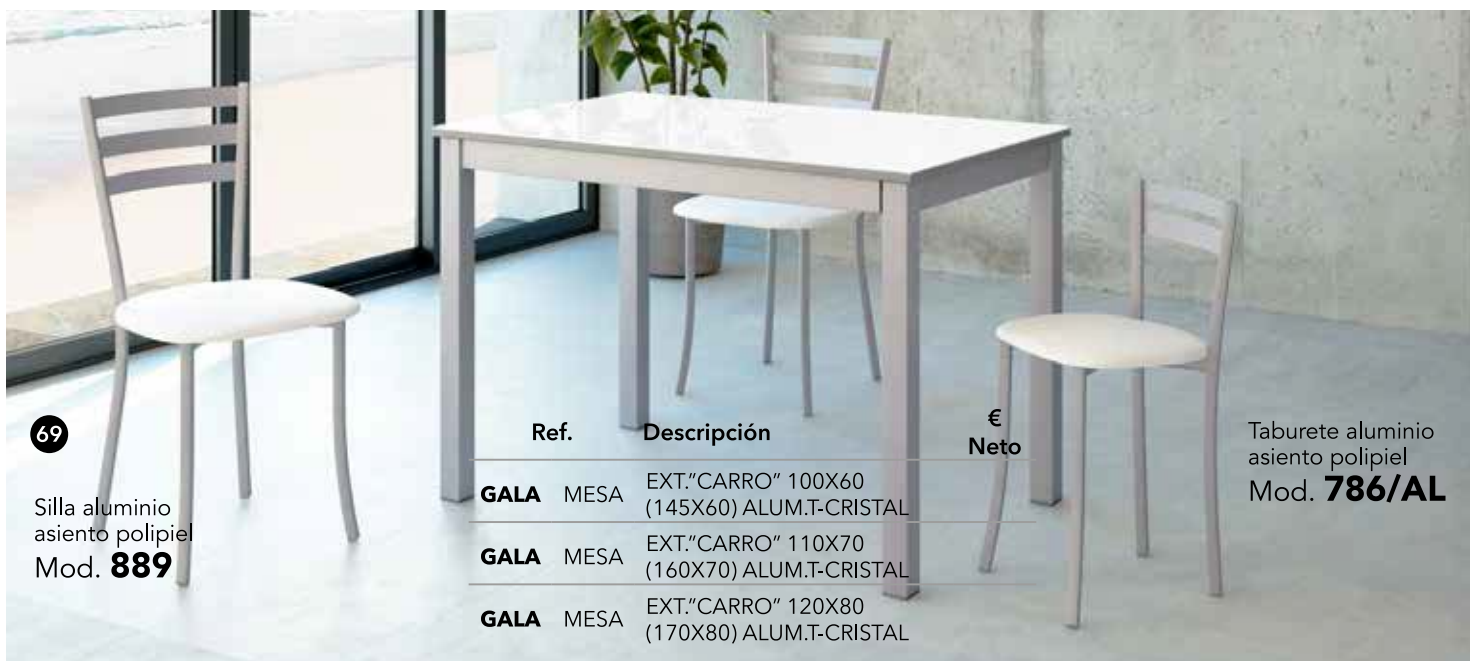 69
Silla aluminio
asiento polipiel
Mod. 889
Ref. Descripción € Neto
GALA MESA EXT."CARRO" 100X60
(145X60) ALUM.T-CRISTAL
GALA MESA EXT."CARRO" 110X70
(160X70) ALUM.T-CRISTAL
GALA MESA EXT."CARRO" 120X80
(170X80) ALUM.T-CRISTAL
Taburete aluminio
asiento polipiel
Mod. 786/AL